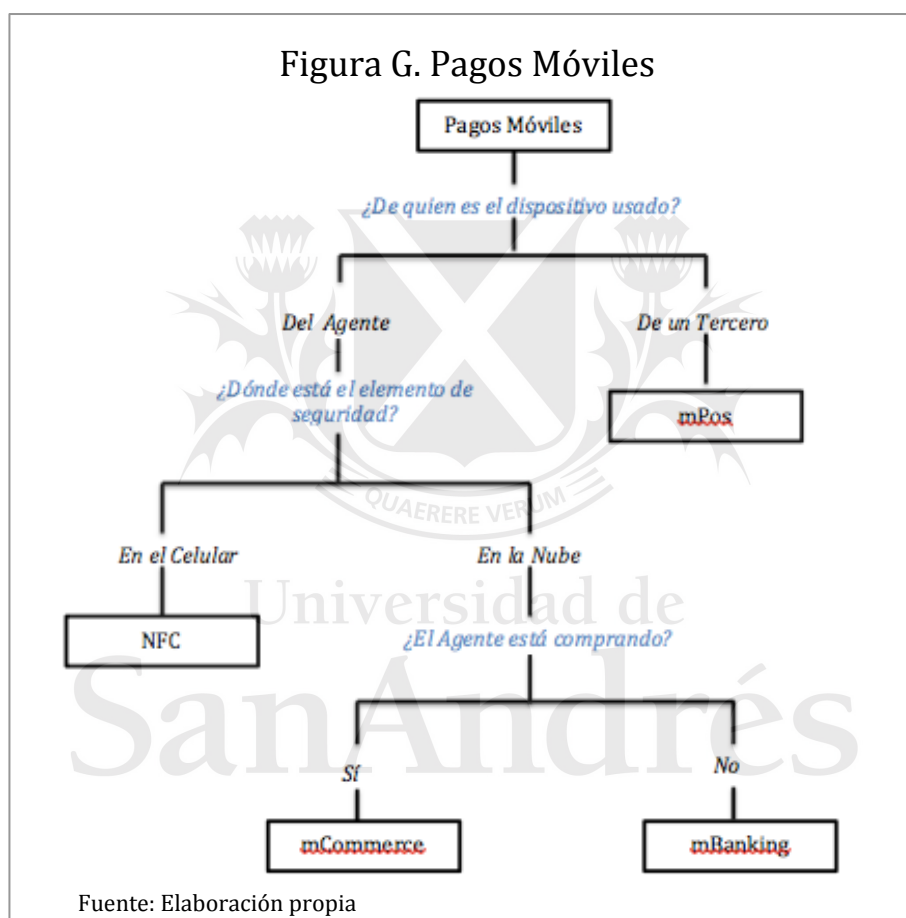 Figura G. Pagos Móviles
Pagos Móviles
¿De quien es el dispositivo usado?
Del Agente
De un Tercero
¿Dónde está el elemento de
seguridad?
mPos
QUAERERE VERUM
En el Celular
En la Nube
Universidad de
NFC
¿El Agente está comprando?
SanAndrés
Sí
No
mCommerce
mBanking
Fuente: Elaboración propia